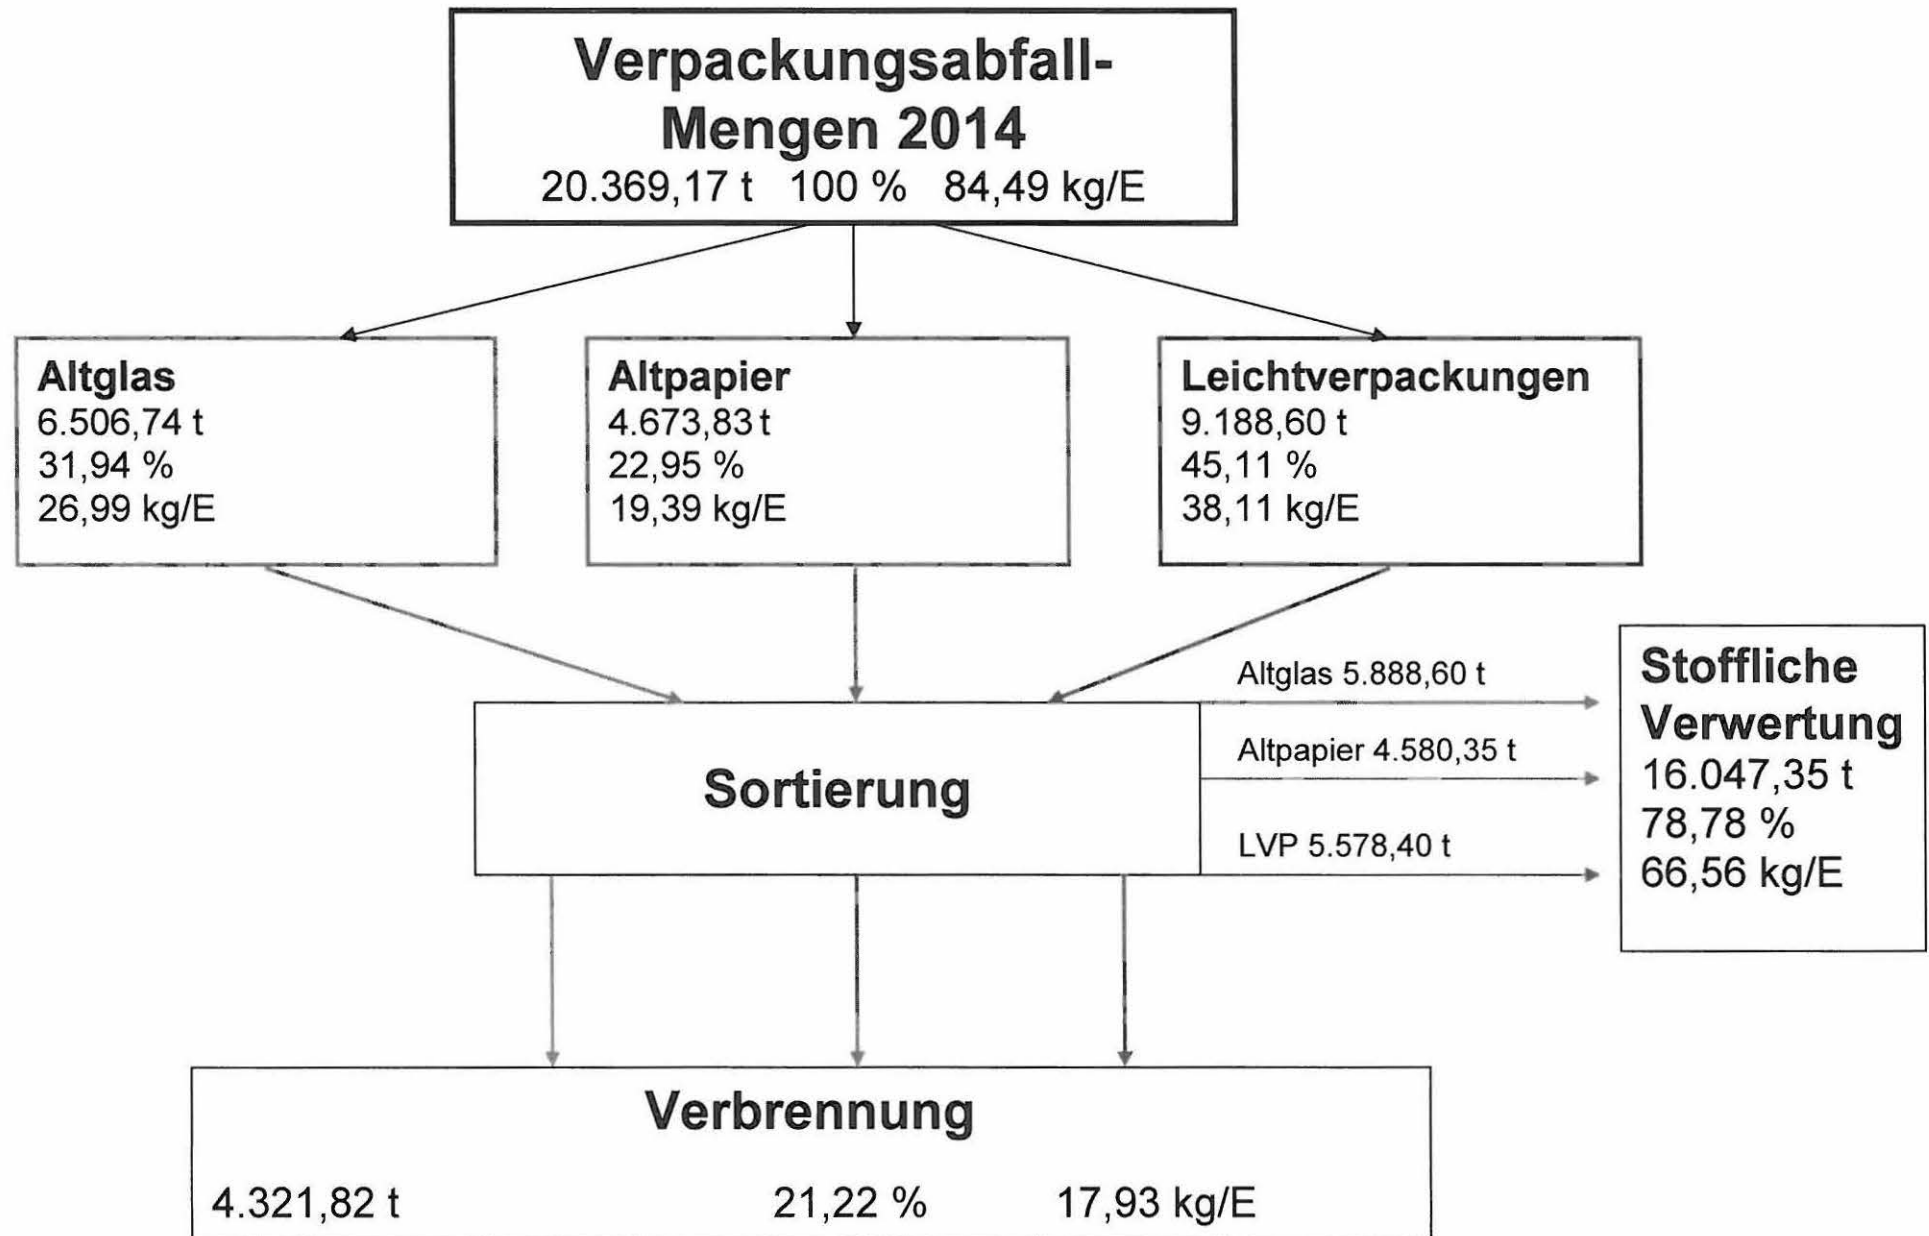 Verpackungsabfall-
Mengen 2014
20.369,17 t 100 % 84,49 kg/E
Altglas
6.506,74 t
31,94 %
26,99 kg/E
Altpapier
4.673,83 t
22,95 %
19,39 kg/E
Leichtverpackungen
9.188,60 t
45,11 %
38,11 kg/E
Sortierung
Altglas 5.888,60 t
Altpapier 4.580,35 t
LVP 5.578,40 t
Stoffliche
Verwertung
16.047,35 t
78,78 %
66,56 kg/E
Verbrennung
4.321,82 t 21,22 % 17,93 kg/E